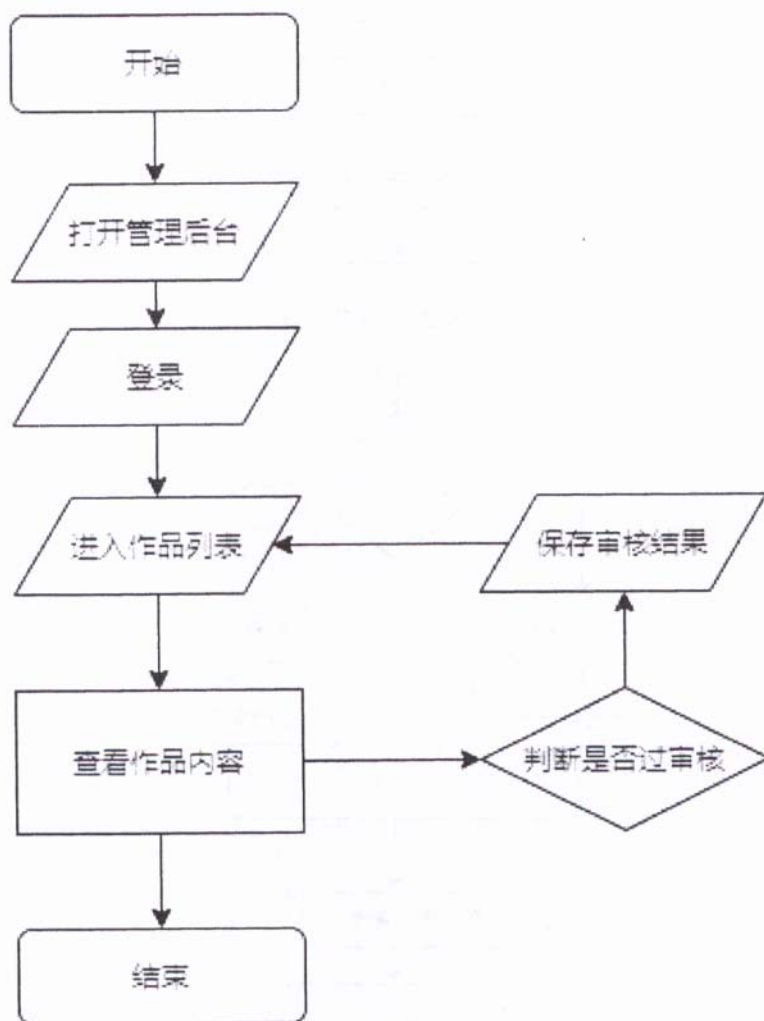 开始
打开管理后台
登录
进入作品列表
保存审核结果
查看作品内容
判断是否过审核
结束